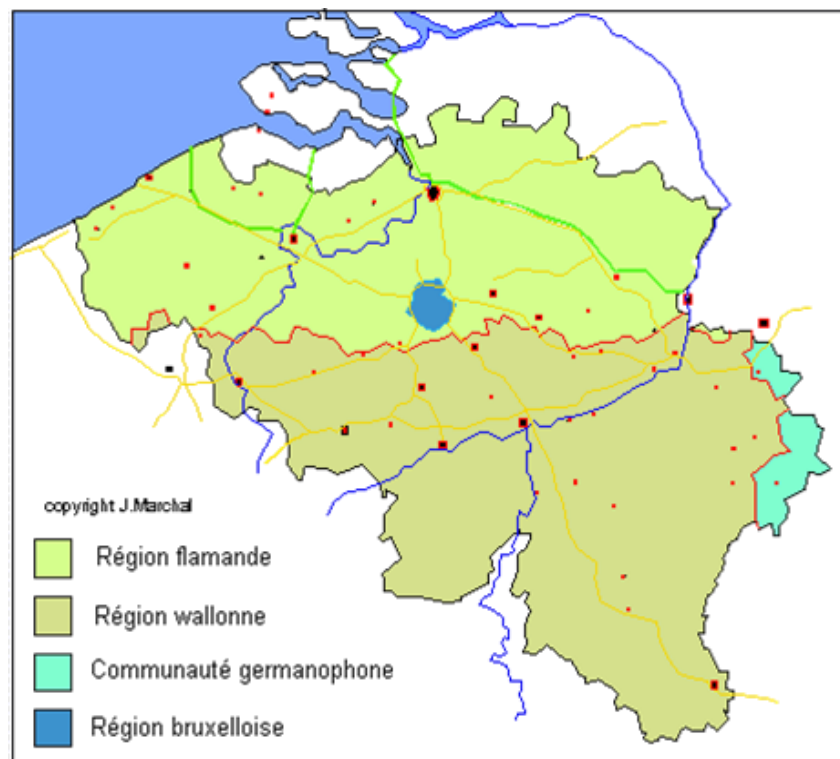 copyright J.Marchal
Région flamande
Région wallonne
Communauté germanophone
Région bruxelloise